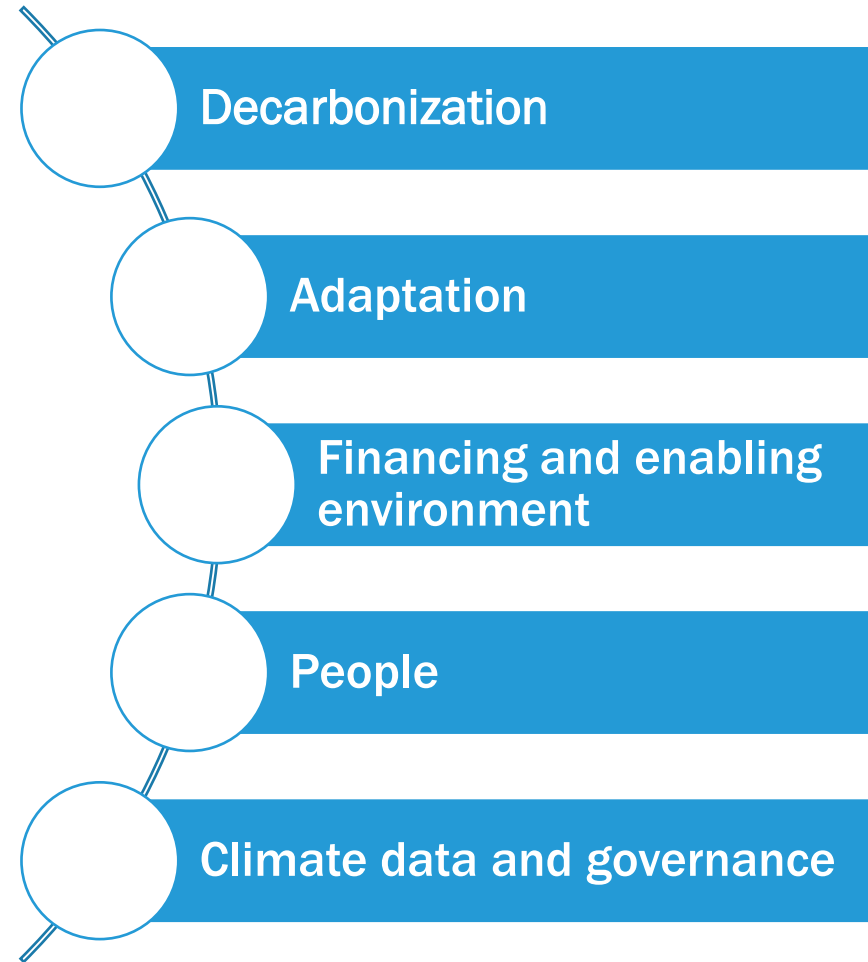 Decarbonization
Adaptation
Financing and enabling
environment
People
Climate data and governance